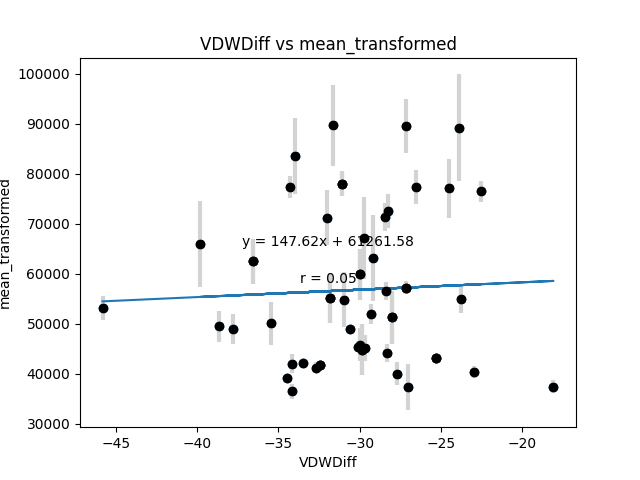 VDWDiff vs mean_transformed
100000
90000
80000
70000
60000
50000
40000
30000
mean_transformed
y = 147.62x + 61261.58
r = 0.05
−45
−40
−35
−30
−25
−20
VDWDiff